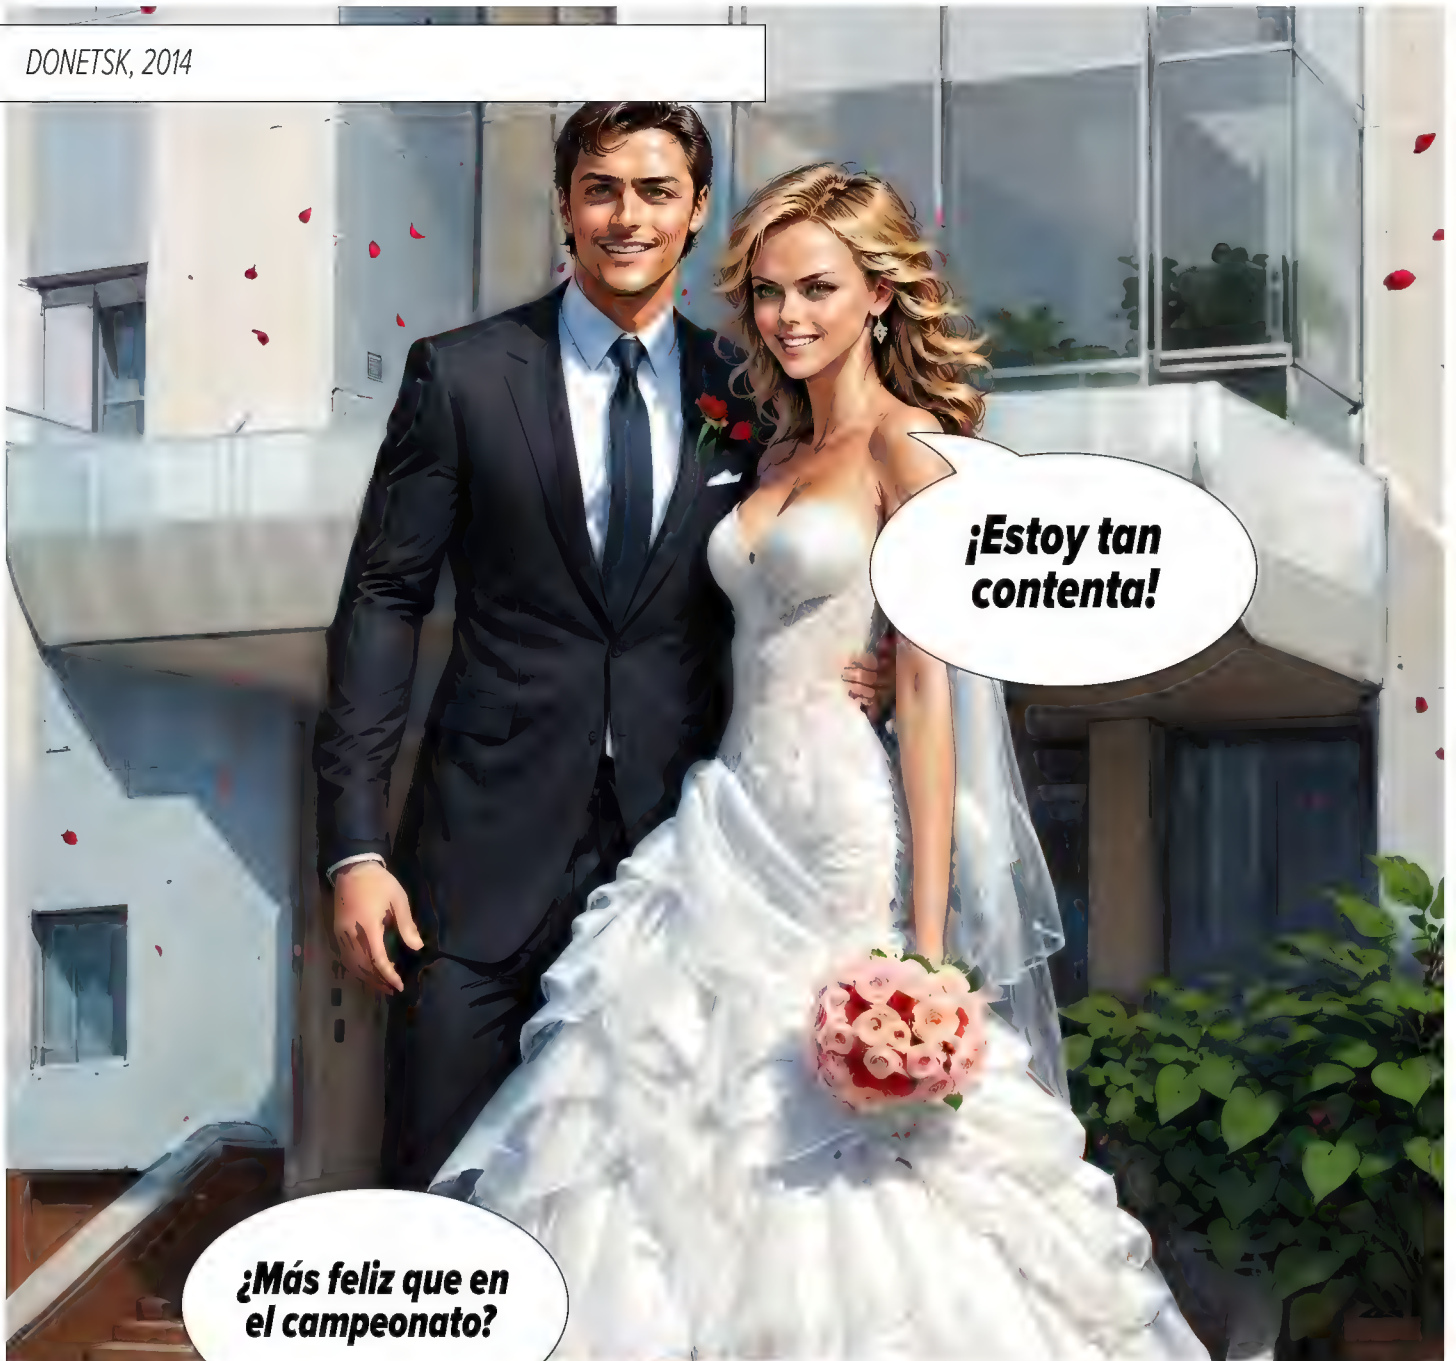 DONETSK, 2014
¡Estoy tan
contenta!
¿Más feliz que en
el campeonato?